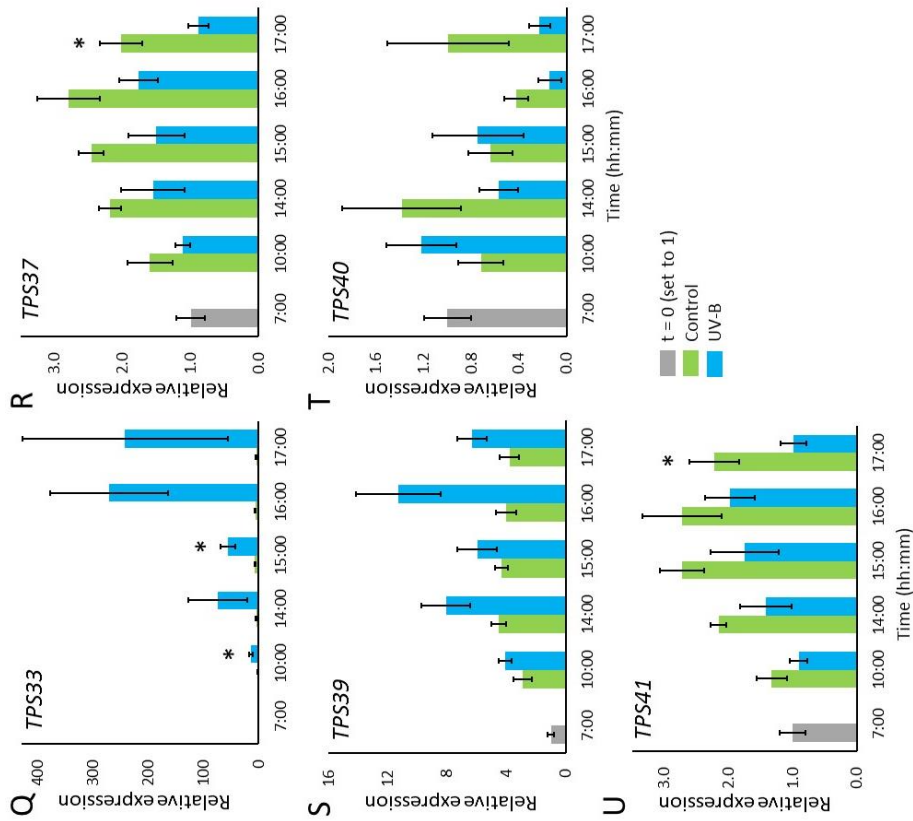 Q
TPS33
Relative expression
400
300
200
100
0
*
*
7:00 10:00 14:00 15:00 16:00 17:00
R
TPS37
Relative expression
3.0
2.0
1.0
0.0
*
7:00 10:00 14:00 15:00 16:00 17:00
S
TPS39
Relative expression
16
12
8
4
0
7:00 10:00 14:00 15:00 16:00 17:00
T
TPS40
Relative expression
2.0
1.6
1.2
0.8
0.4
0.0
7:00 10:00 14:00 15:00 16:00 17:00
Time (hh:mm)
U
TPS41
Relative expression
3.0
2.0
1.0
0.0
*
7:00 10:00 14:00 15:00 16:00 17:00
Time (hh:mm)
t = 0 (set to 1)
Control
UV-B